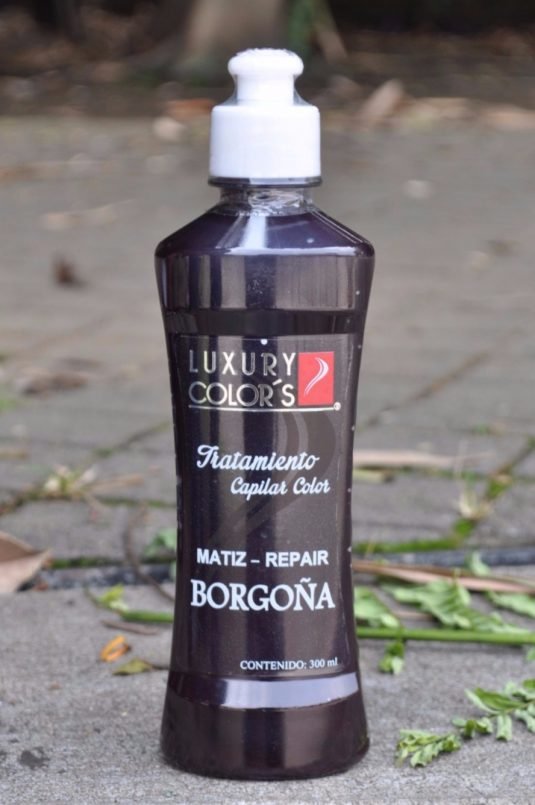 LUXURY
COLOR´S
®
Tratamiento
Capilar Color
MATIZ – REPAIR
BORGOÑA
CONTENIDO: 300 ml